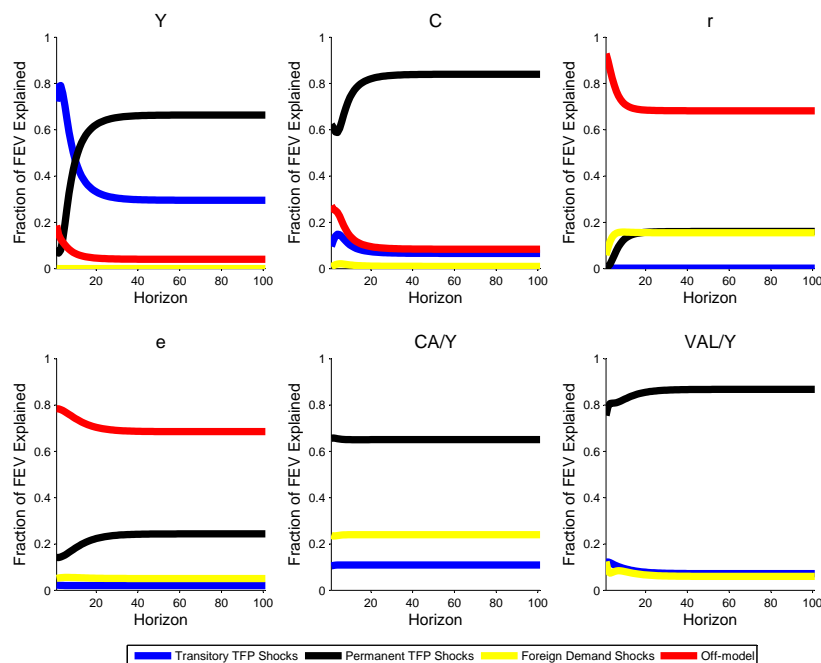 Y
C
r
Fraction of FEV Explained
1
0.8
0.6
0.4
0.2
0
20 40 60 80 100
Horizon
Fraction of FEV Explained
1
0.8
0.6
0.4
0.2
0
20 40 60 80 100
Horizon
Fraction of FEV Explained
1
0.8
0.6
0.4
0.2
0
20 40 60 80 100
Horizon
e
CA/Y
VAL/Y
Fraction of FEV Explained
1
0.8
0.6
0.4
0.2
0
20 40 60 80 100
Horizon
Fraction of FEV Explained
1
0.8
0.6
0.4
0.2
0
20 40 60 80 100
Horizon
Fraction of FEV Explained
1
0.8
0.6
0.4
0.2
0
20 40 60 80 100
Horizon
Transitory TFP Shocks Permanent TFP Shocks Foreign Demand Shocks Off-model